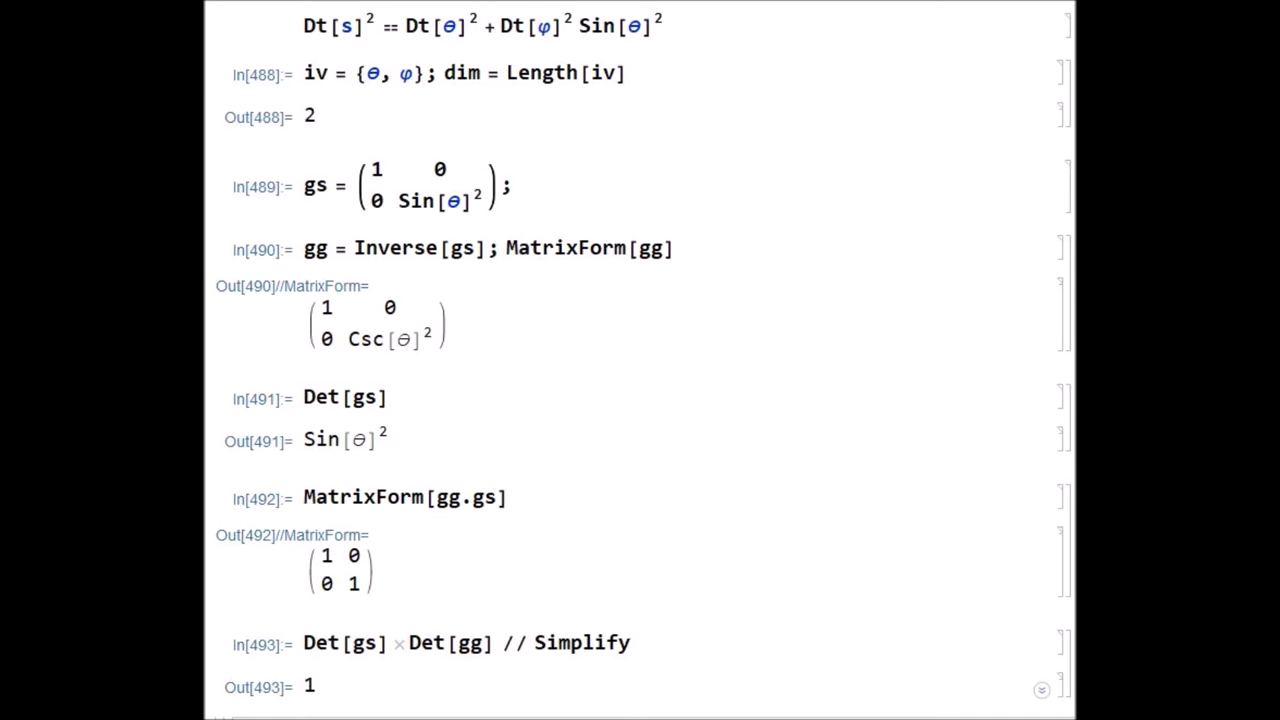 Dt[s]² == Dt[θ]² + Dt[φ]² Sin[θ]²
In[488]:= iv = {θ, φ}; dim = Length[iv]
Out[488]= 2
In[489]:= gs = (1 0
0 Sin[θ]²);
In[490]:= gg = Inverse[gs]; MatrixForm[gg]
Out[490]//MatrixForm=
(1 0
0 Csc[θ]²)
In[491]:= Det[gs]
Out[491]= Sin[θ]²
In[492]:= MatrixForm[gg.gs]
Out[492]//MatrixForm=
(1 0
0 1)
In[493]:= Det[gs] × Det[gg] // Simplify
Out[493]= 1